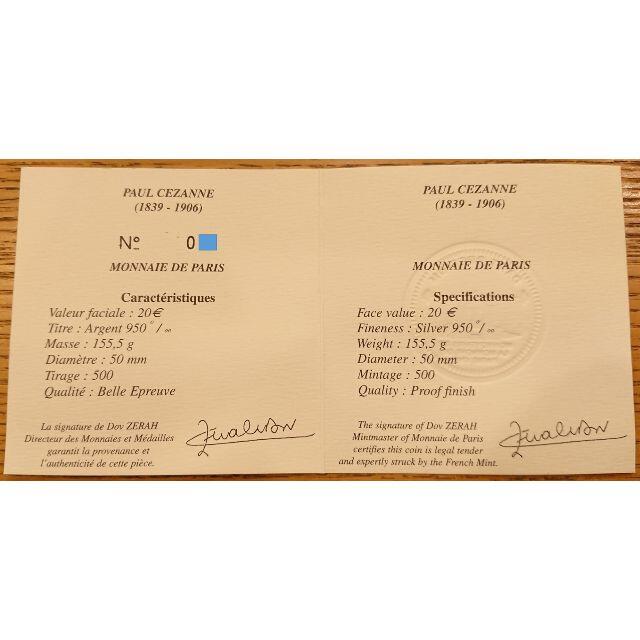 PAUL CEZANNE
(1839 - 1906)
Nº 0
MONNAIE DE PARIS
Caractéristiques
Valeur faciale : 20€
Titre : Argent 950°/∞
Masse : 155,5 g
Diamètre : 50 mm
Tirage : 500
Qualité : Belle Epreuve
La signature de Dov ZERAH
Directeur des Monnaies et Médailles
garantit la provenance et
l'authenticité de cette pièce.
PAUL CEZANNE
(1839 - 1906)
MONNAIE DE PARIS
Specifications
Face value : 20 €
Fineness : Silver 950°/∞
Weight : 155,5 g
Diameter : 50 mm
Mintage : 500
Quality : Proof finish
The signature of Dov ZERAH
Mintmaster of Monnaie de Paris
certifies this coin is legal tender
and expertly struck by the French Mint.